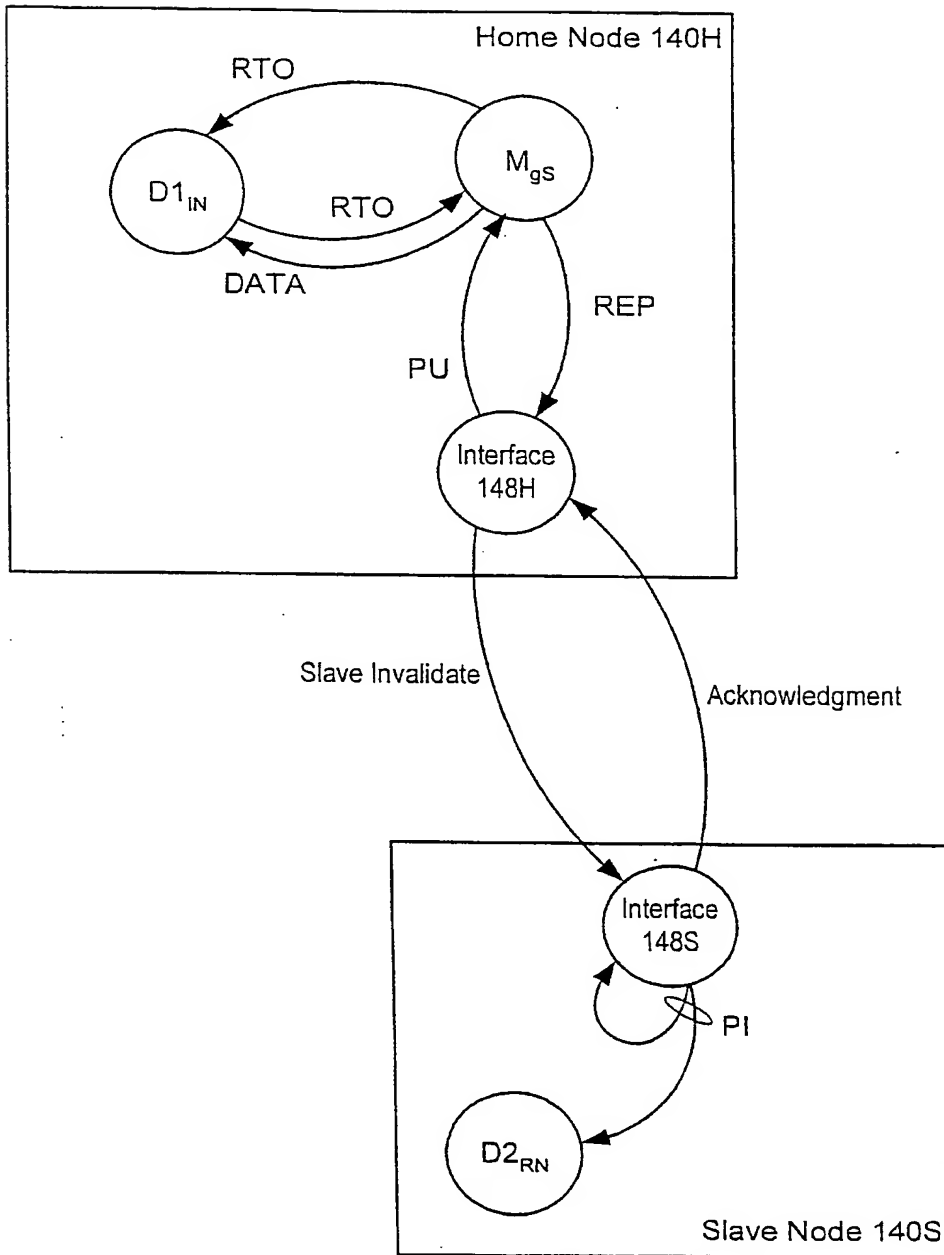 Home Node 140H
RTO
D1IN
MgS
RTO
DATA
REP
PU
Interface
148H
Slave Invalidate
Acknowledgment
Interface
148S
PI
D2RN
Slave Node 140S